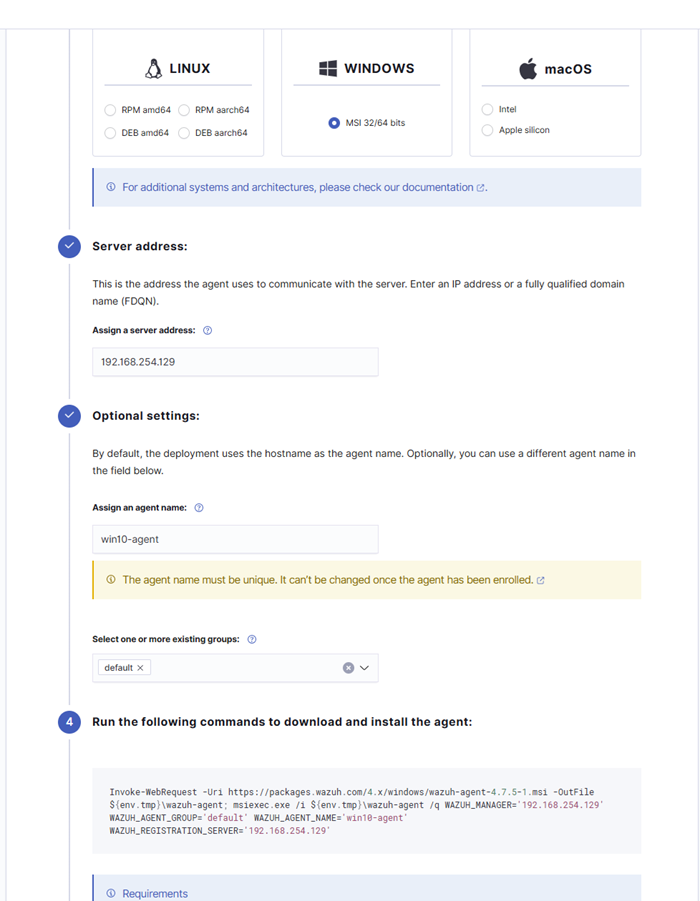 LINUX
WINDOWS
macOS
RPM amd64
RPM aarch64
DEB amd64
DEB aarch64
MSI 32/64 bits
Intel
Apple silicon
For additional systems and architectures, please check our documentation.
Server address:
This is the address the agent uses to communicate with the server. Enter an IP address or a fully qualified domain
name (FDQN).
Assign a server address:
192.168.254.129
Optional settings:
By default, the deployment uses the hostname as the agent name. Optionally, you can use a different agent name in
the field below.
Assign an agent name:
win10-agent
The agent name must be unique. It can't be changed once the agent has been enrolled.
Select one or more existing groups:
default
4
Run the following commands to download and install the agent:
Invoke-WebRequest -Uri https://packages.wazuh.com/4.x/windows/wazuh-agent-4.7.5-1.msi -OutFile
${env.tmp}\wazuh-agent; msiexec.exe /i ${env.tmp}\wazuh-agent /q WAZUH_MANAGER='192.168.254.129'
WAZUH_AGENT_GROUP='default' WAZUH_AGENT_NAME='win10-agent'
WAZUH_REGISTRATION_SERVER='192.168.254.129'
Requirements